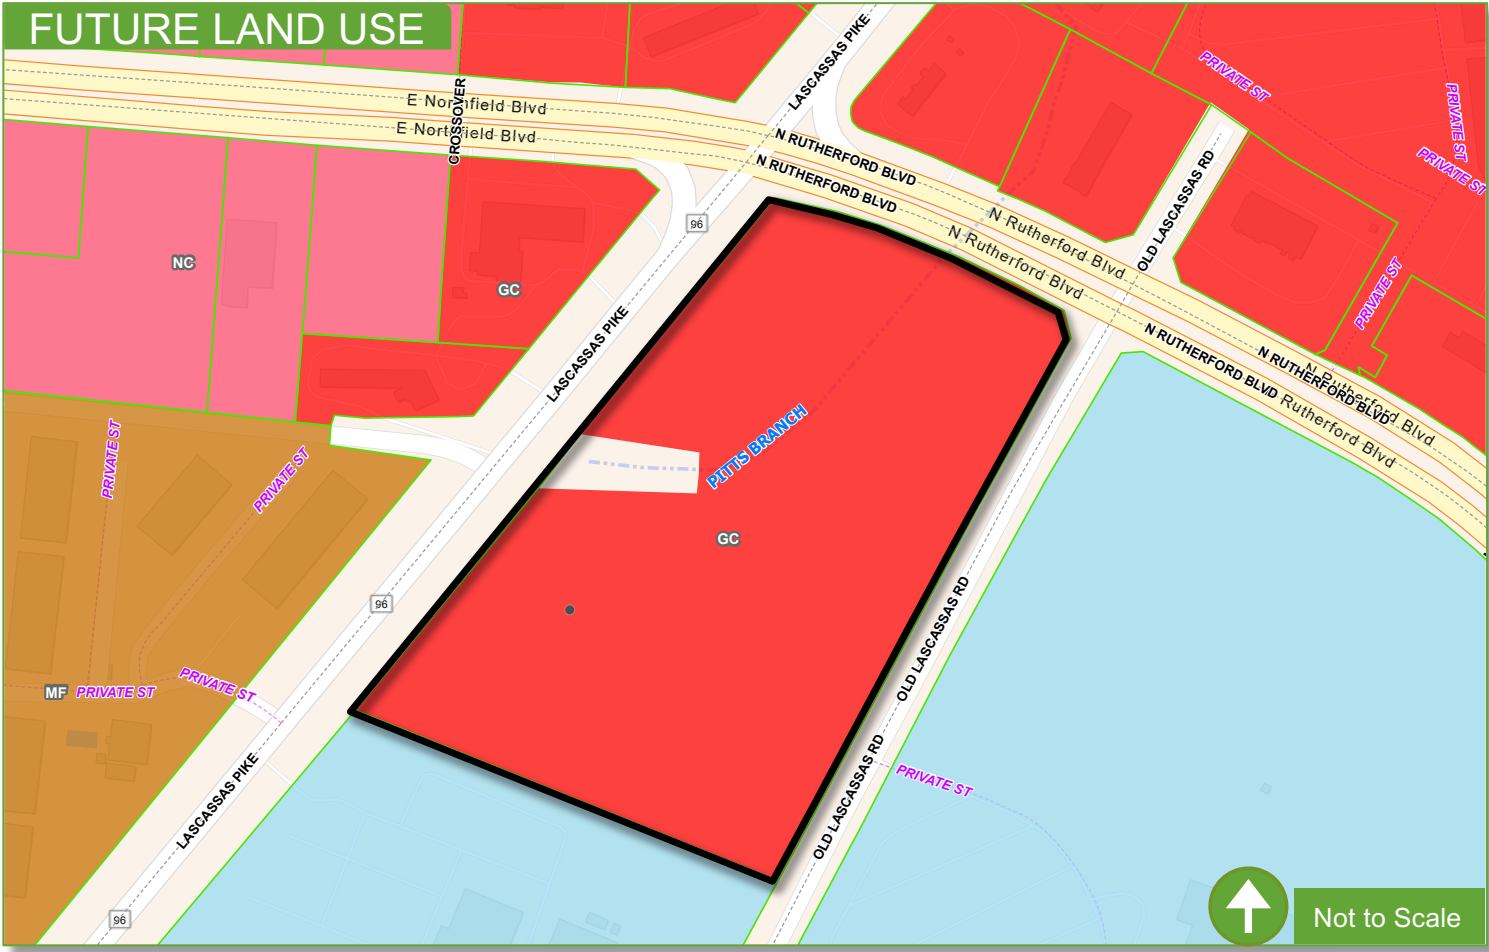 FUTURE LAND USE
LASCASSAS PIKE
PRIVATE ST
PRIVATE ST
E Northfield Blvd
CROSSOVER
E Northfield Blvd
N RUTHERFORD BLVD
N RUTHERFORD BLVD
PRIVATE ST
OLD LASCASSAS RD
96
N Rutherford Blvd
N Rutherford Blvd
NC
GC
PRIVATE ST
LASCASSAS PIKE
N RUTHERFORD BLVD
N RUTHERFORD BLVD
N Rutherford Blvd
Rutherford Blvd
PITTS BRANCH
PRIVATE ST
PRIVATE ST
GC
96
OLD LASCASSAS RD
MF
PRIVATE ST
PRIVATE ST
LASCASSAS PIKE
OLD LASCASSAS RD
PRIVATE ST
96
Not to Scale